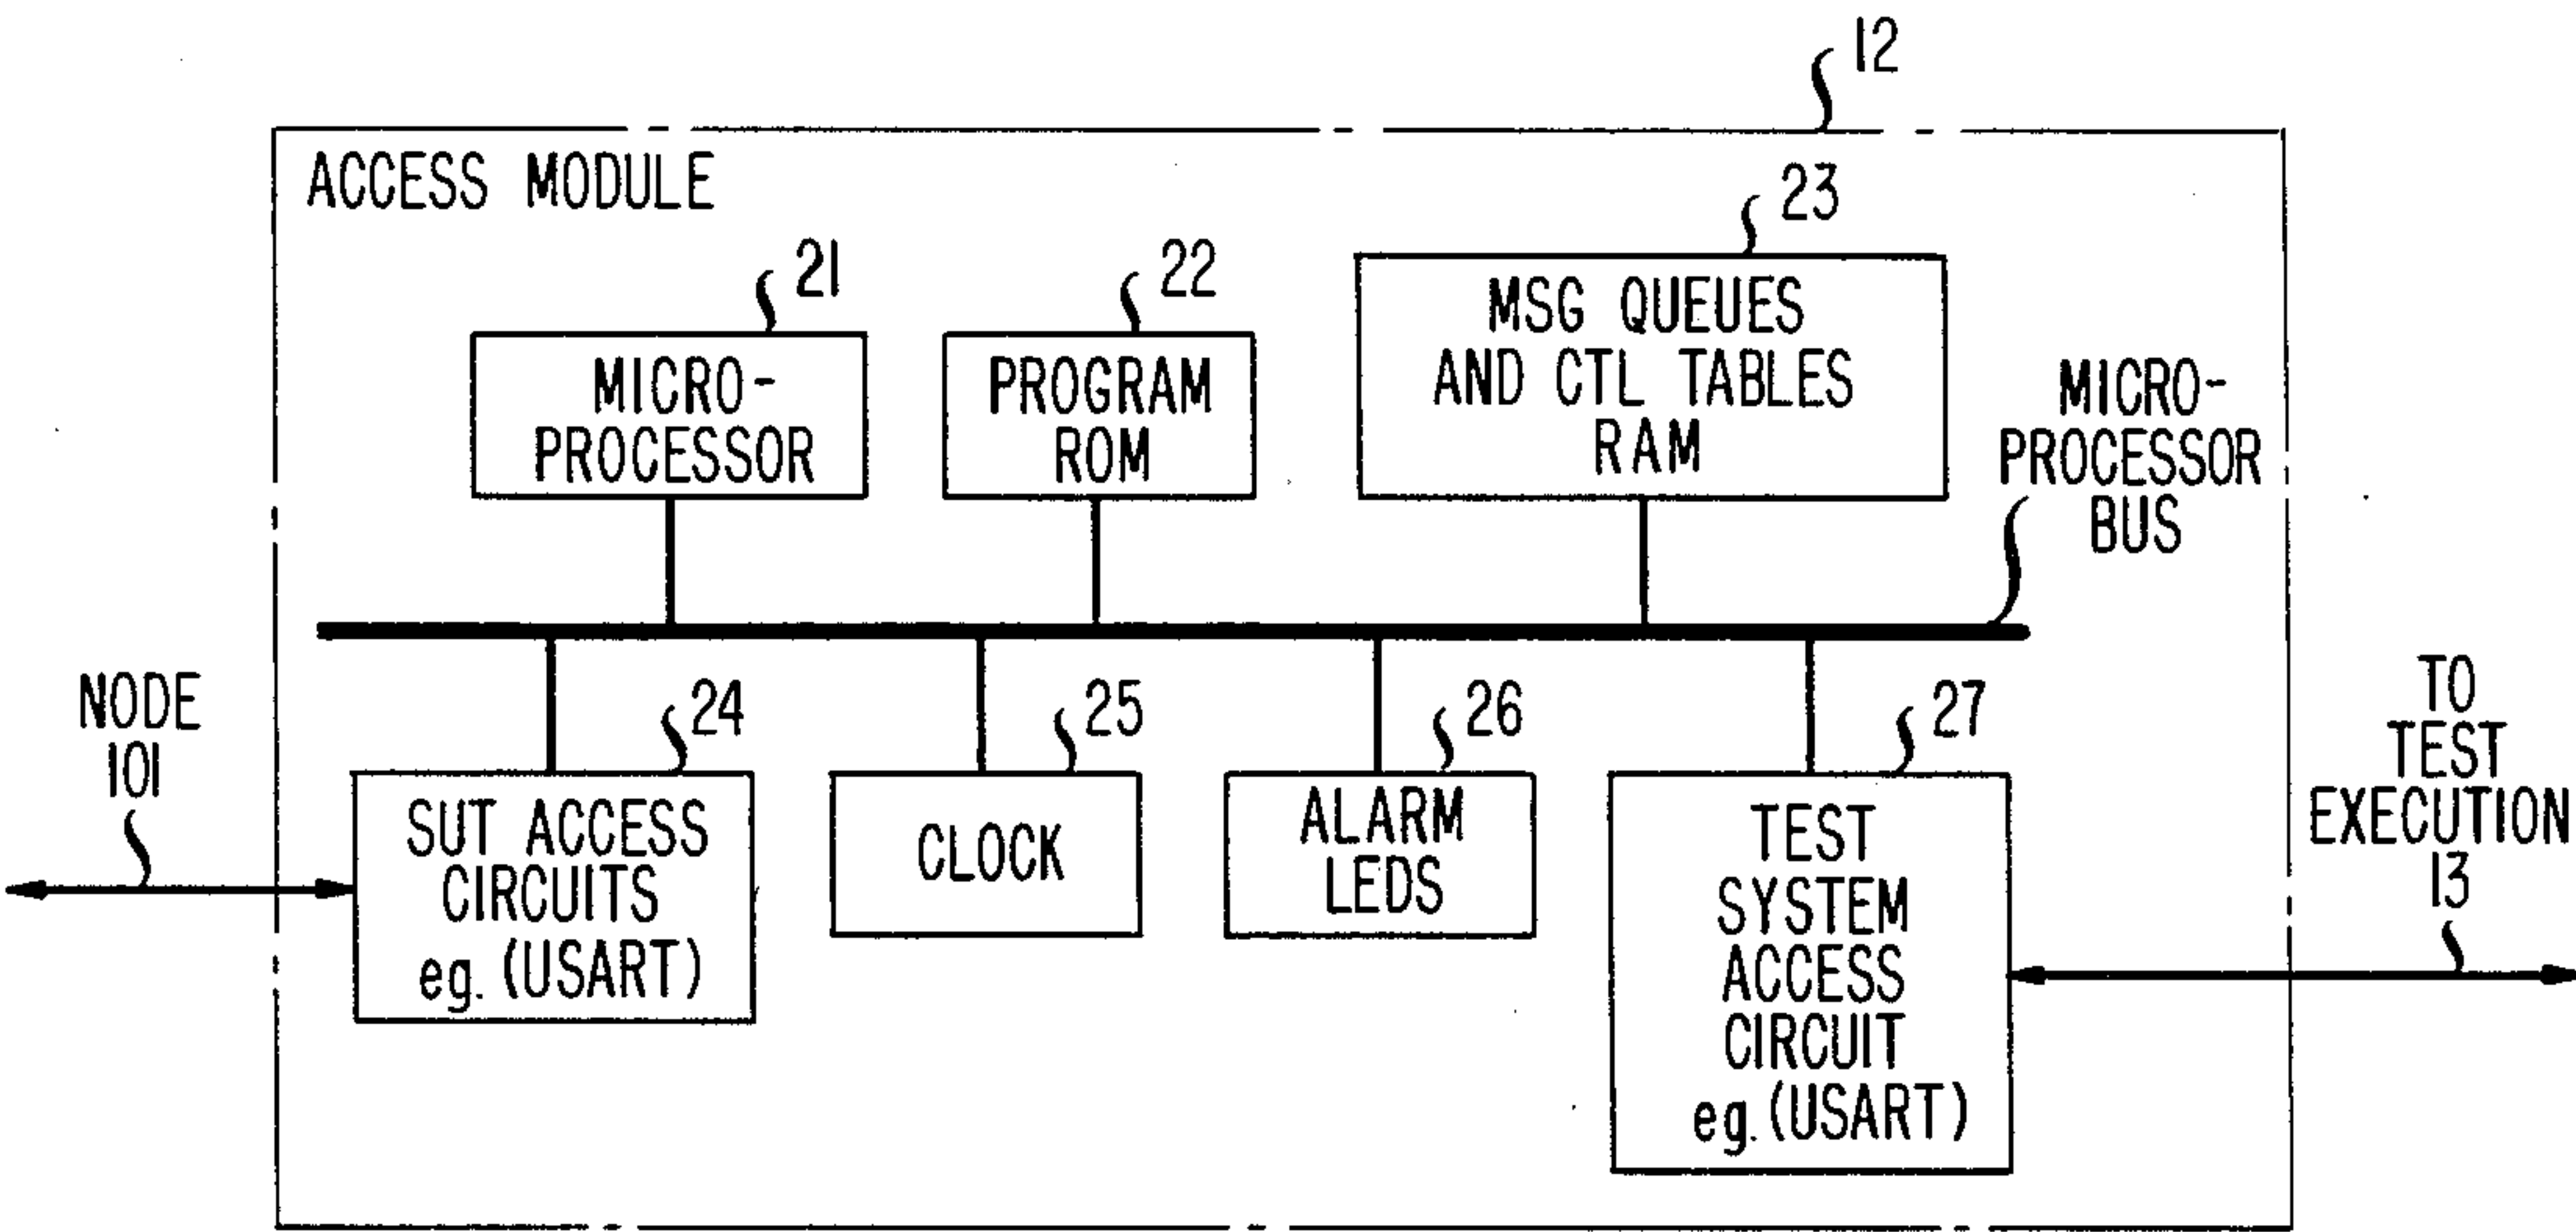 12
ACCESS MODULE
21
MICRO-
PROCESSOR
22
PROGRAM
ROM
23
MSG QUEUES
AND CTL TABLES
RAM
MICRO-
PROCESSOR
BUS
NODE
101
24
SUT ACCESS
CIRCUITS
eg. (USART)
25
CLOCK
26
ALARM
LEDS
27
TEST
SYSTEM
ACCESS
CIRCUIT
eg. (USART)
TO
TEST
EXECUTION
13